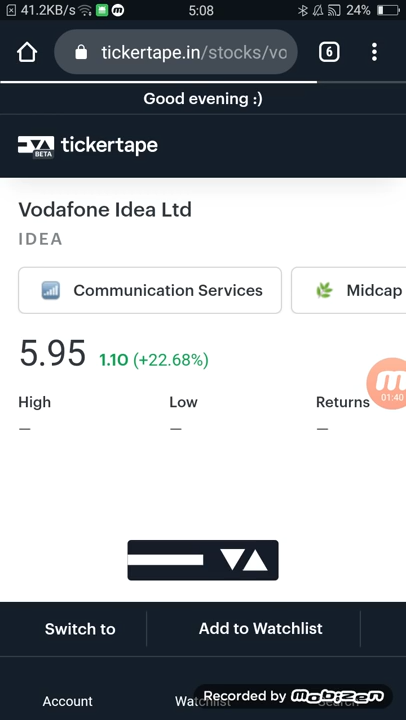 41.2KB/s 5:08 24%
tickertape.in/stocks/vo 6
Good evening :)
BETA tickertape
Vodafone Idea Ltd
IDEA
Communication Services Midcap
5.95 1.10 (+22.68%)
High Low Returns
— — —
01:40
Switch to Add to Watchlist
Account Watchlist Search
Recorded by mobizen